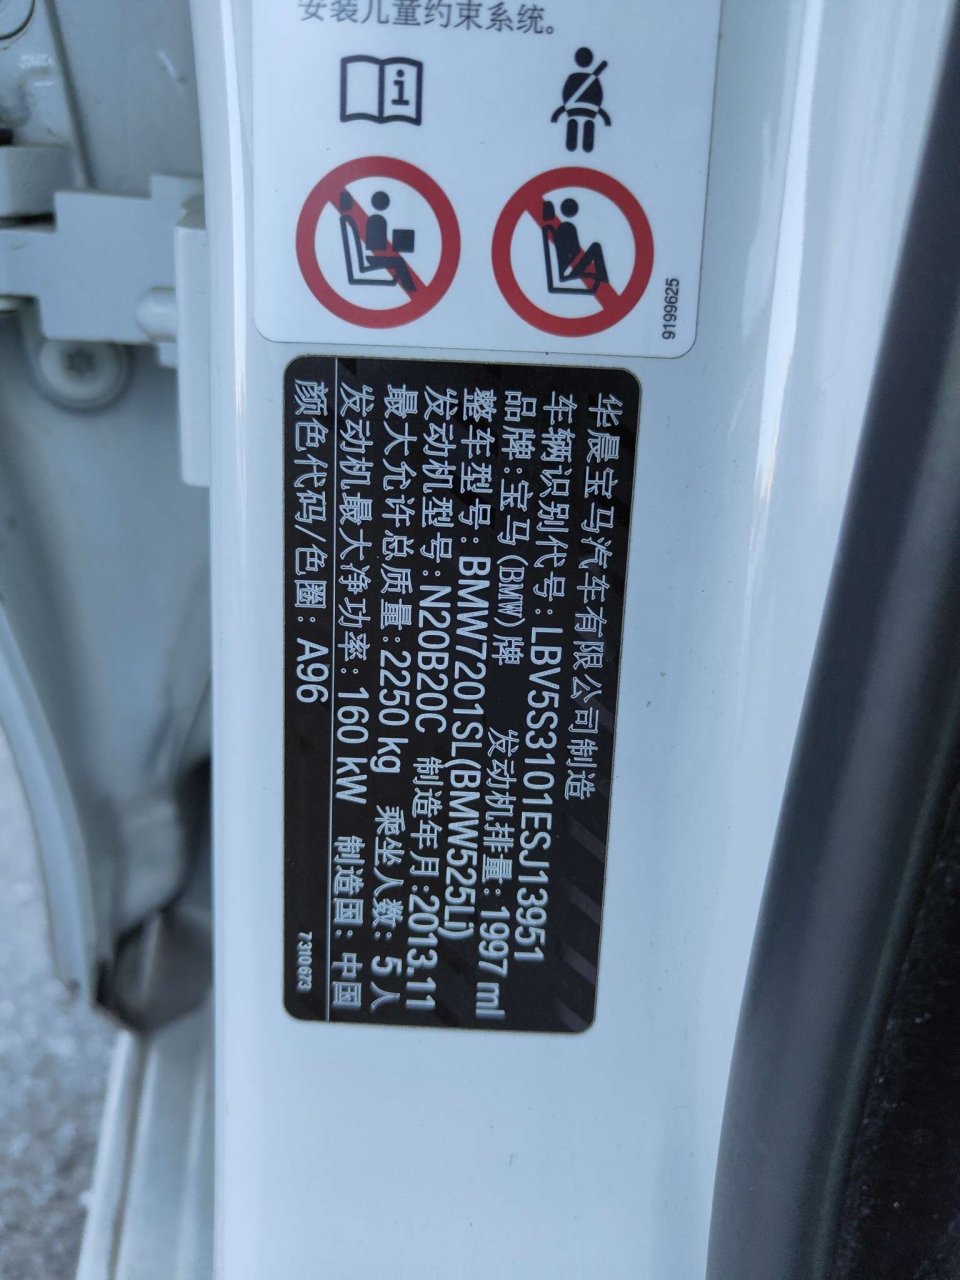 安装儿童约束系统。
9199625
华晨宝马汽车有限公司制造
车辆识别代号: LBV5S3101ESJ13951
品牌:宝马(BMW)牌 发动机排量: 1997 ml
整车型号: BMW7201SL(BMW525Li)
发动机型号:N20B20C 制造年月:2013.11
最大允许总质量:2250 kg 乘坐人数: 5 人
发动机最大净功率: 160 kW 制造国: 中国
颜色代码/色圈: A96
7310 673